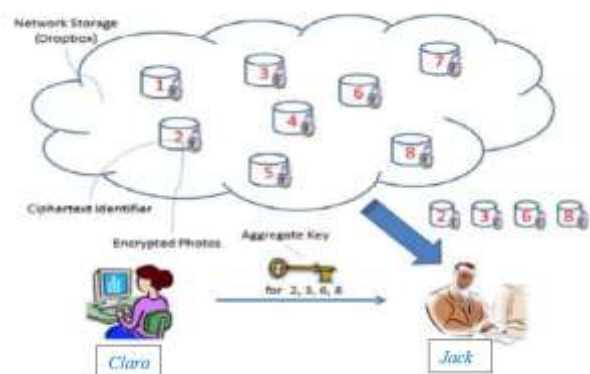 Network Storage
(Dropbox)
1
3
7
6
2
4
8
5
Ciphertext Identifier
Encrypted Photos
Aggregate Key
2 3 6 8
for 2, 3, 6, 8
Clara
Jack